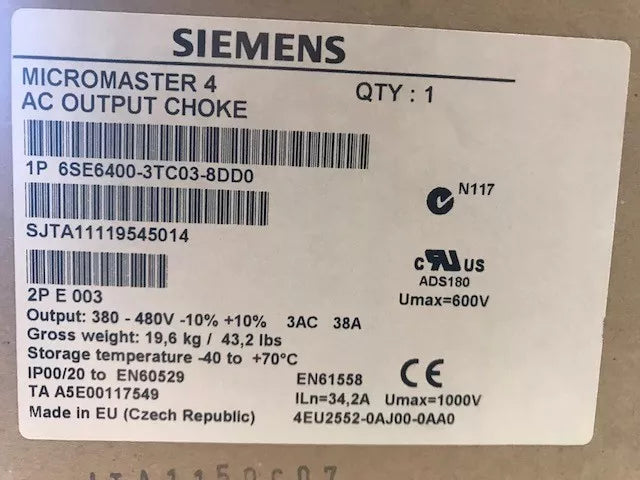 SIEMENS
MICROMASTER 4
AC OUTPUT CHOKE
QTY : 1
1P 6SE6400-3TC03-8DD0
N117
SJTA11119545014
c RU US
ADS180
Umax=600V
2P E 003
Output: 380 - 480V -10% +10% 3AC 38A
Gross weight: 19,6 kg / 43,2 lbs
Storage temperature -40 to +70°C
IP00/20 to EN60529 EN61558 CE
TA A5E00117549 ILn=34,2A Umax=1000V
Made in EU (Czech Republic) 4EU2552-0AJ00-0AA0